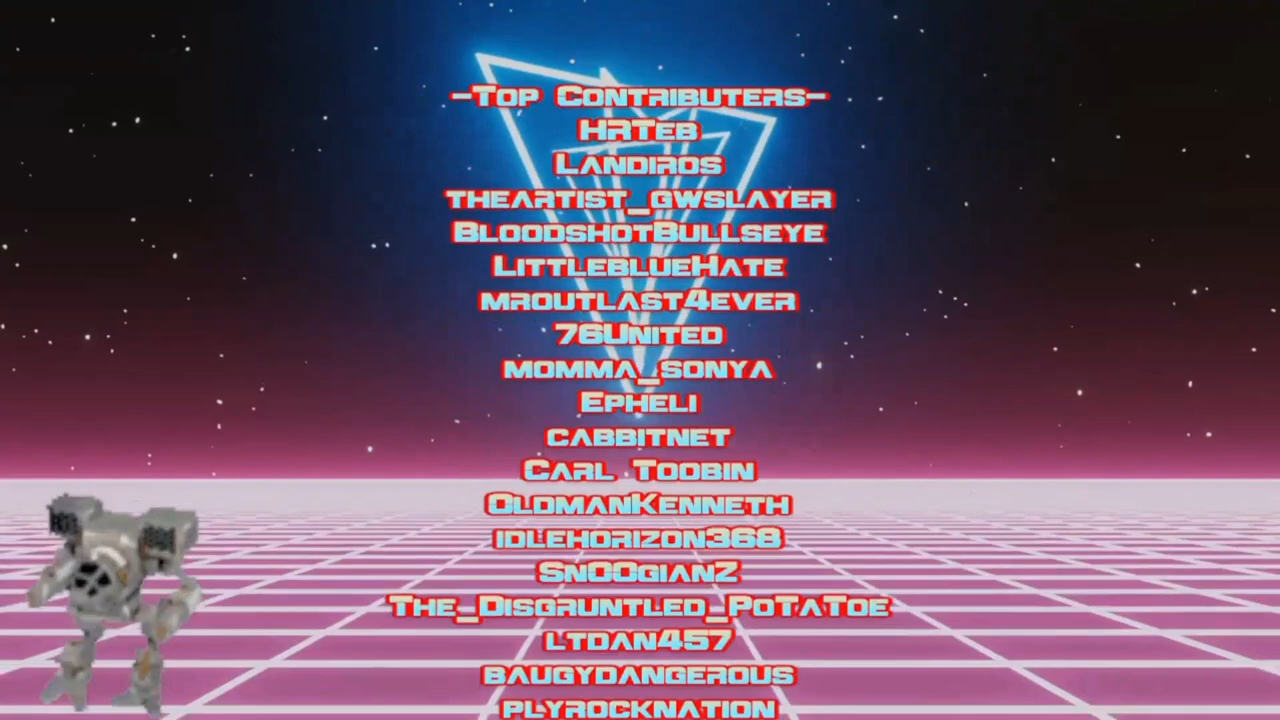 -Top Contributers-
HRTeb
Landiros
theartist_gwslayer
BloodshotBullseye
LittleblueHate
mroutlast4ever
76United
momma_sonya
Epheli
cabbitnet
Carl Toobin
OldmanKenneth
idlehorizon368
Sn00gianZ
The_Disgruntled_PoTaToe
ltdan457
baugydangerous
plyrocknation